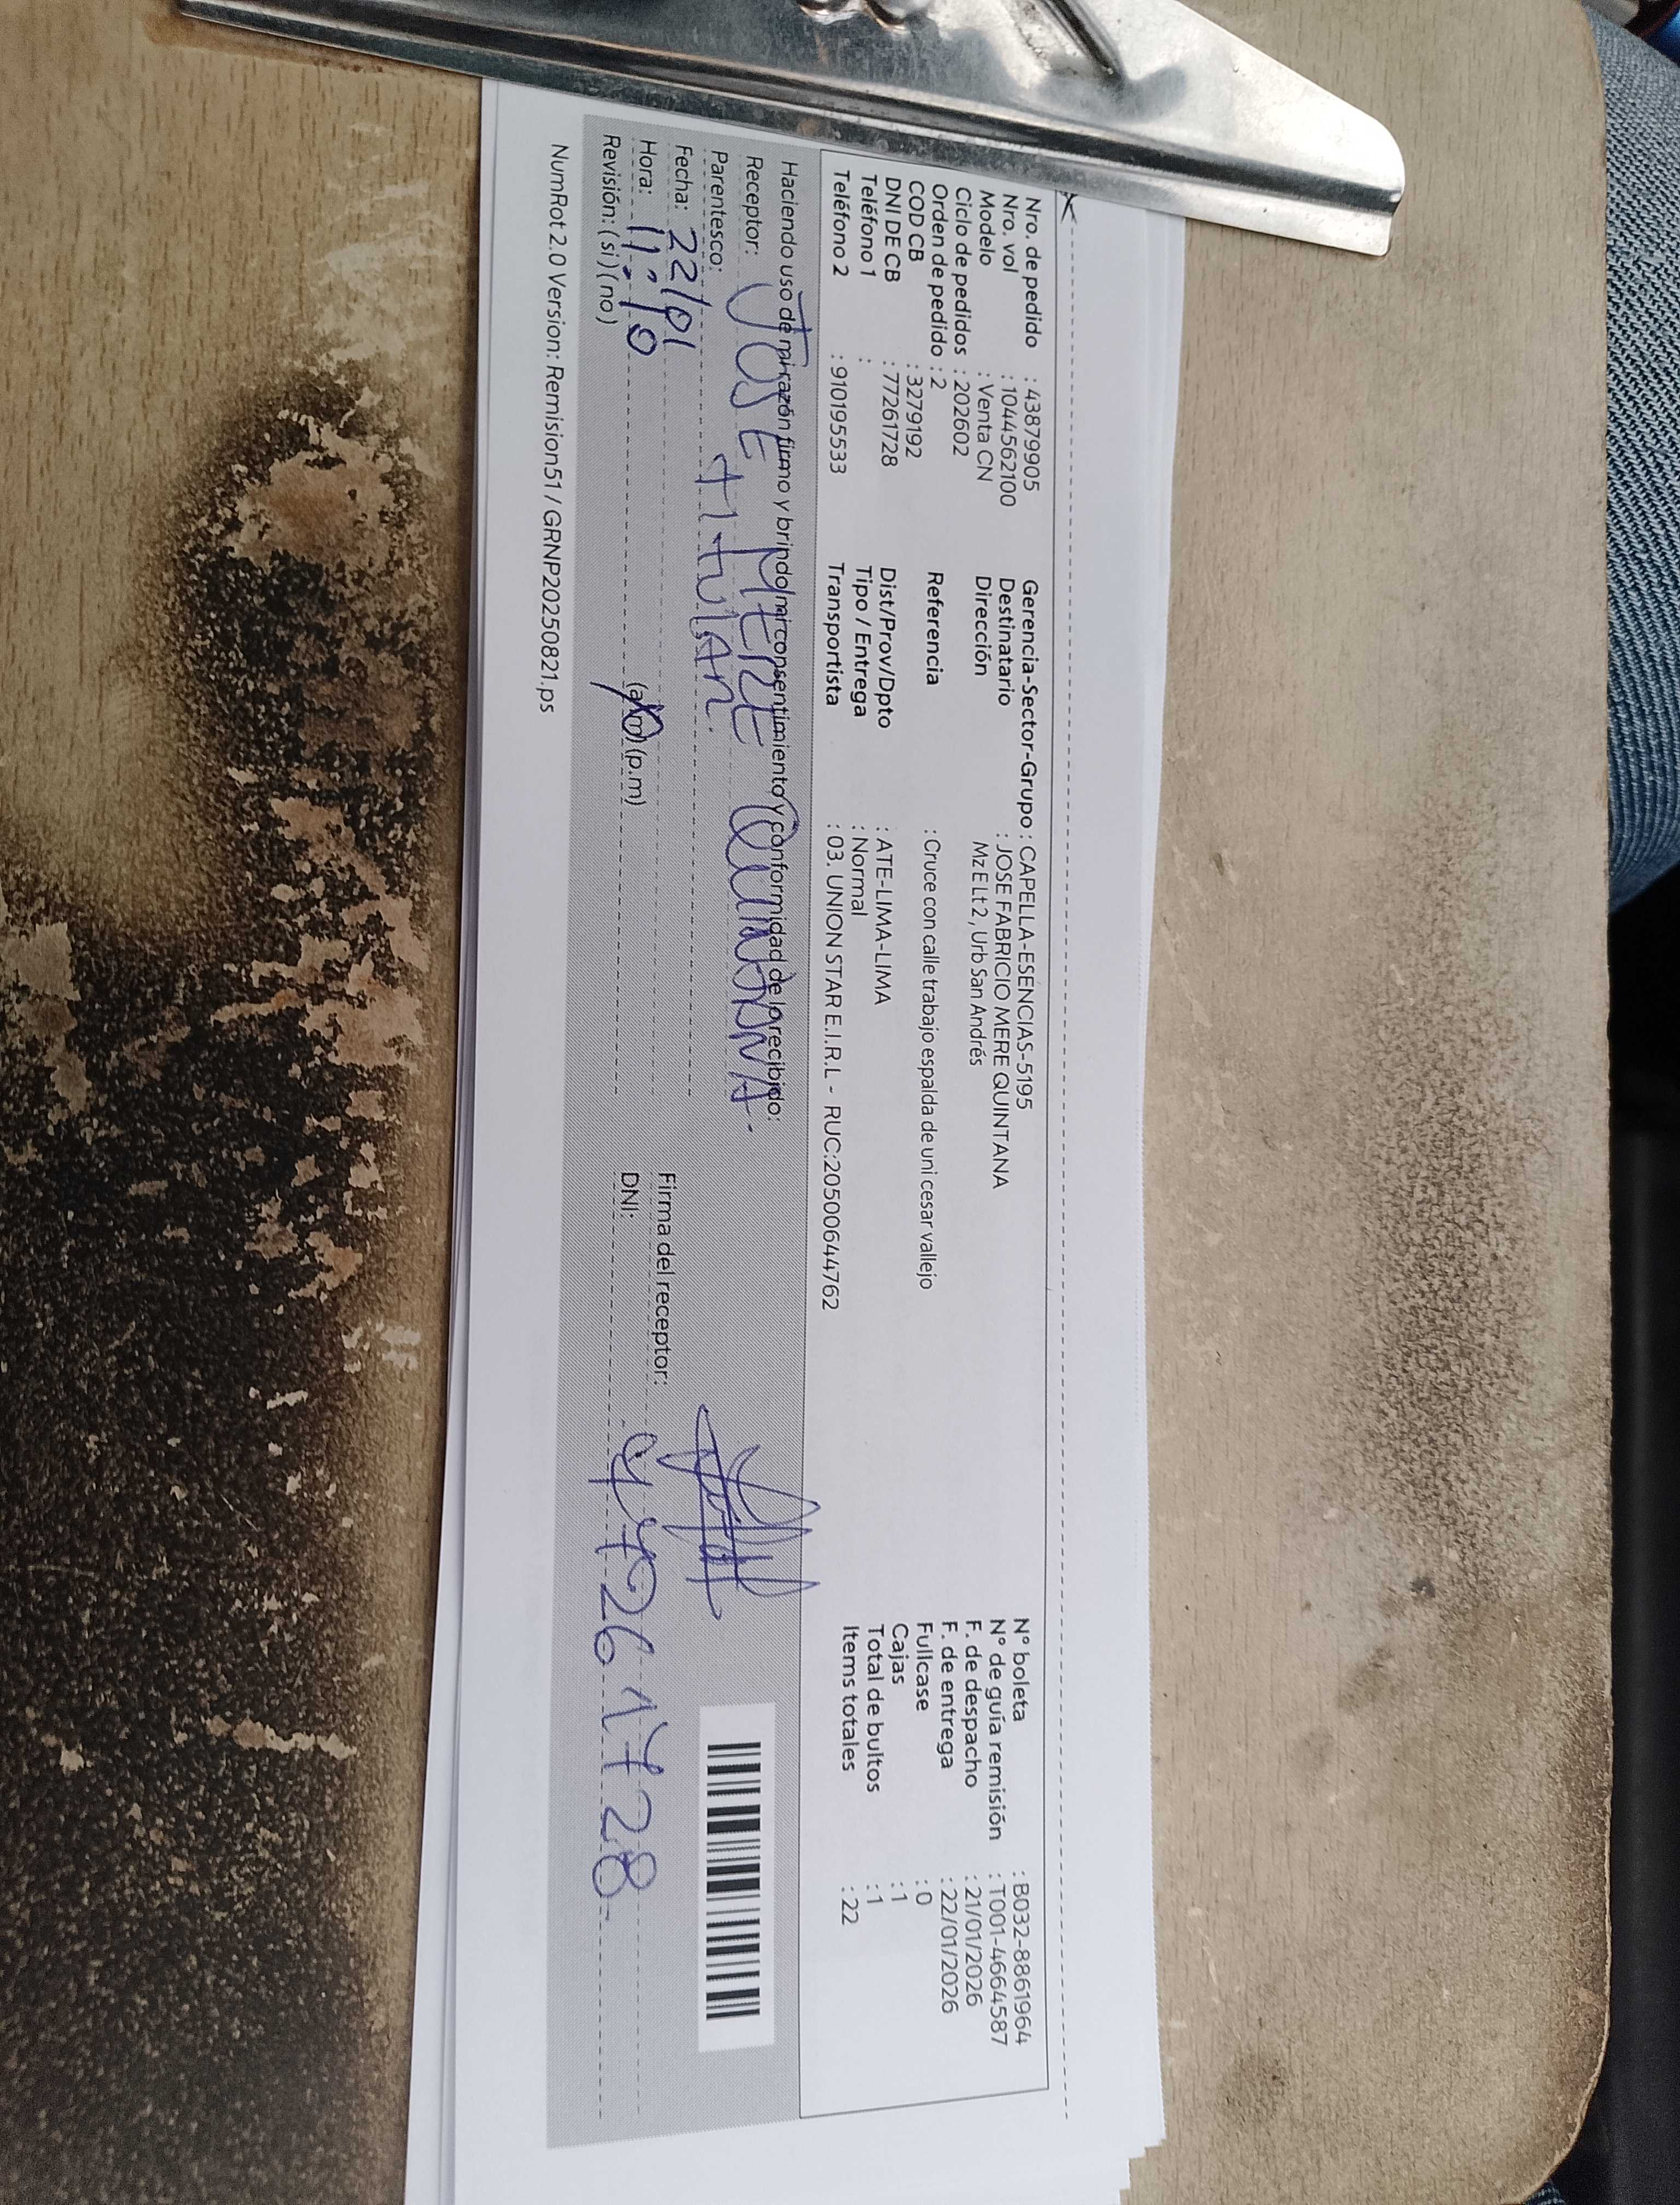 Nro. de pedido : 43879905
Nro. vol : 10445621​00
Modelo : Venta CN
Ciclo de pedidos : 202602
Orden de pedido : 2
COD CB : 3279192
DNI DE CB : 77261728
Teléfono 1 :
Teléfono 2 : 910195533
Gerencia-Sector-Grupo : CAPELLA-ESENCIAS-5195
Destinatario : JOSE FABRICIO MERE QUINTANA
Dirección Mz E Lt 2, Urb San Andrés
Referencia : Cruce con calle trabajo espalda de uni cesar vallejo
Dist/Prov/Dpto : ATE-LIMA-LIMA
Tipo / Entrega : Normal
Transportista : 03. UNION STAR E.I.R.L - RUC:20500644762
N° boleta : B032-8861964
N° de guía remisión : T001-4664587
F. de despacho : 21/01/2026
F. de entrega : 22/01/2026
Fullcase : 0
Cajas : 1
Total de bultos : 1
Items totales : 22
Haciendo uso de mi razón firmo y brindo mi consentimiento y conformidad de lo recibido:
Receptor: JOSE MERE QUINTANA.
Parentesco: titular.
Fecha: 22/01
Hora: 11:10 (a.m) (p.m)
Revisión: ( si ) ( no )
Firma del receptor:
DNI: 77261728
NumRot 2.0 Version: Remision51 / GRNP20250821.ps